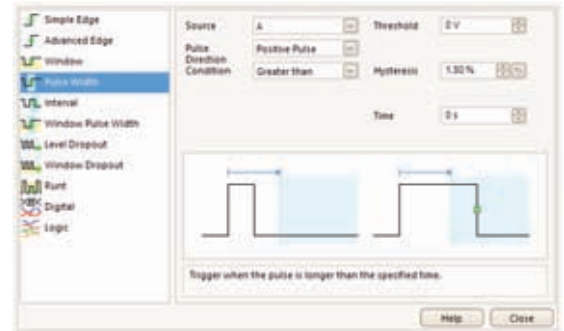 Simple Edge
Advanced Edge
Window
Pulse Width
Interval
Window Pulse Width
Level Dropout
Window Dropout
Runt
Digital
Logic
Source A Threshold 0 V
Pulse Direction Positive Pulse
Condition Greater than Hysteresis 1.50 %
Time 0 s
Trigger when the pulse is longer than the specified time.
Help Close